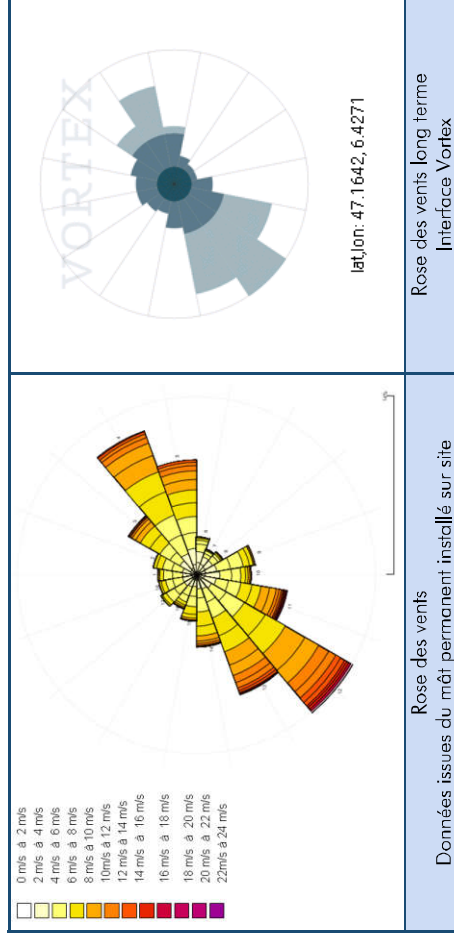 0 m/s à 2 m/s
2 m/s à 4 m/s
4 m/s à 6 m/s
6 m/s à 8 m/s
8 m/s à 10 m/s
10m/s à 12 m/s
12 m/s à 14 m/s
14 m/s à 16 m/s
16 m/s à 18 m/s
18 m/s à 20 m/s
20 m/s à 22 m/s
22m/s à 24 m/s
Rose des vents
Données issues du mât permanent installé sur site
VORTEX
lat,lon: 47.1642, 6.4271
Rose des vents long terme
Interface Vortex